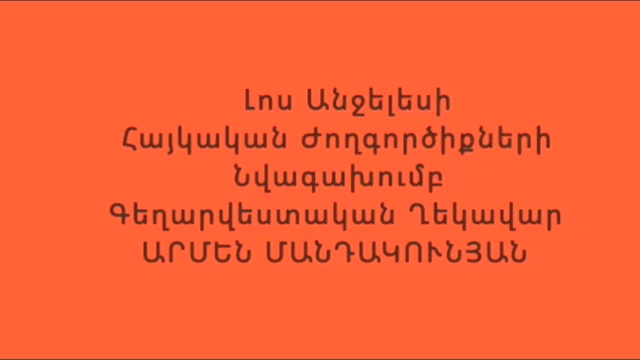 Լոս Անջելեսի
Հայկական Ժողգործիքների
Նվագախումբ
Գեղարվեստական Ղեկավար
ԱՐՄԵՆ ՄԱՆԴԱԿՈՒՆՅԱՆ